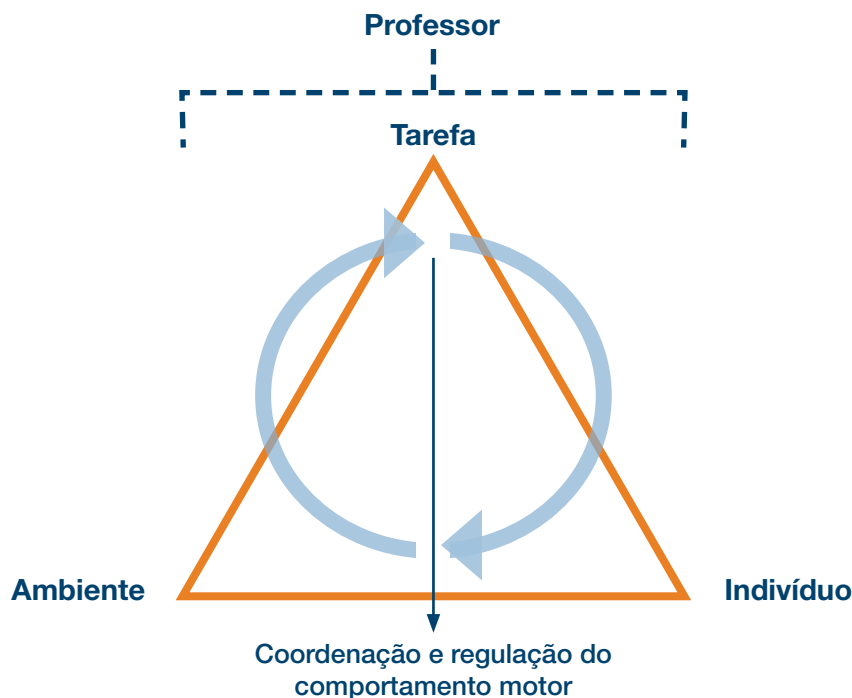 Professor
Tarefa
Ambiente
Indivíduo
Coordenação e regulação do
comportamento motor